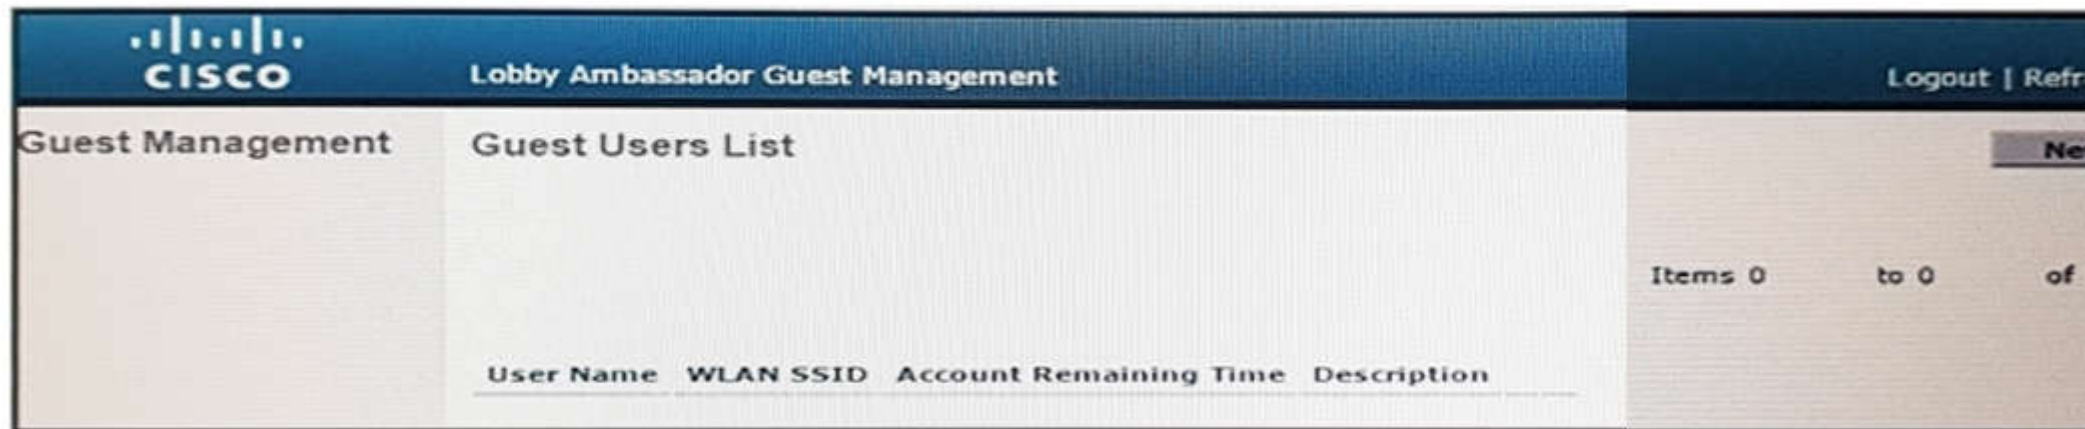 CISCO
Lobby Ambassador Guest Management
Logout |
Guest Management
Guest Users List
Items 0 to 0 of
User Name WLAN SSID Account Remaining Time Description